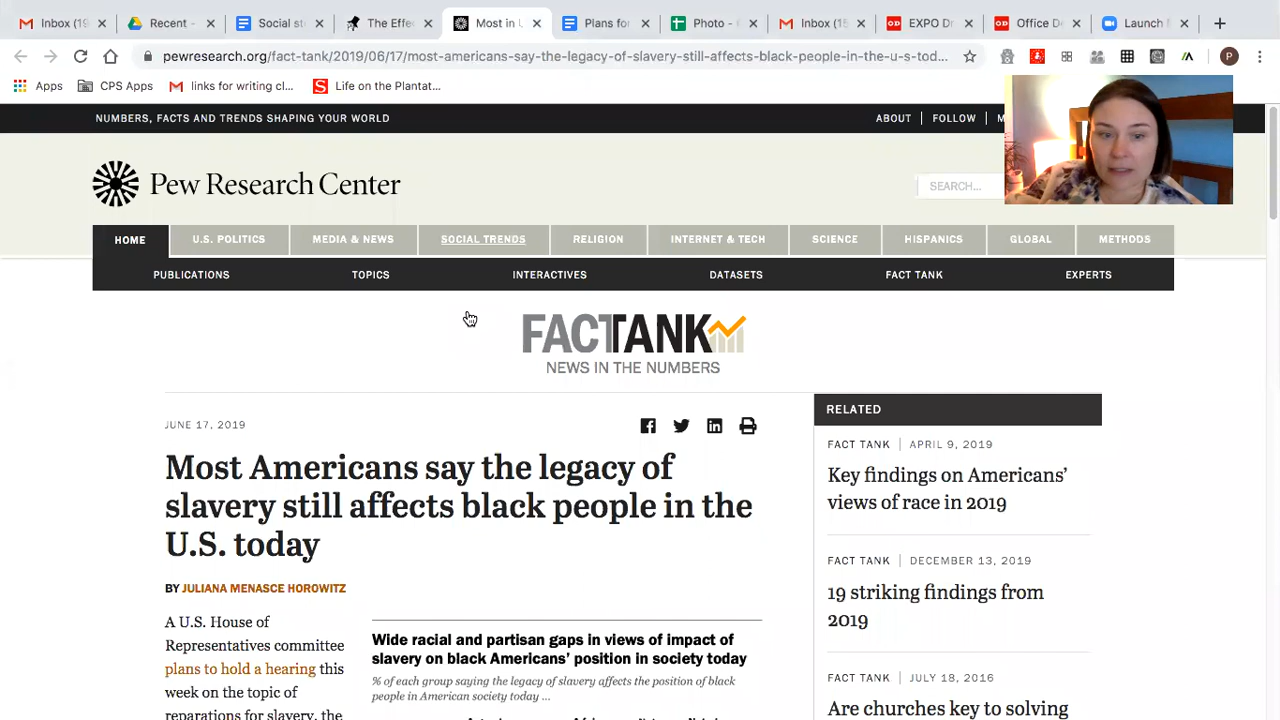 Inbox (19
Recent -
Social st
The Effe
Most in U
Plans for
Photo -
Inbox (15
EXPO Dr
Office De
Launch M
pewresearch.org/fact-tank/2019/06/17/most-americans-say-the-legacy-of-slavery-still-affects-black-people-in-the-u-s-tod...
P
Apps
CPS Apps
links for writing cl...
Life on the Plantat...
NUMBERS, FACTS AND TRENDS SHAPING YOUR WORLD
ABOUT
FOLLOW
M
Pew Research Center
SEARCH...
HOME
U.S. POLITICS
MEDIA & NEWS
SOCIAL TRENDS
RELIGION
INTERNET & TECH
SCIENCE
HISPANICS
GLOBAL
METHODS
PUBLICATIONS
TOPICS
INTERACTIVES
DATASETS
FACT TANK
EXPERTS
FACTANK
NEWS IN THE NUMBERS
JUNE 17, 2019
Most Americans say the legacy of
slavery still affects black people in the
U.S. today
BY JULIANA MENASCE HOROWITZ
A U.S. House of
Representatives committee
plans to hold a hearing this
week on the topic of
reparations for slavery, the
Wide racial and partisan gaps in views of impact of
slavery on black Americans' position in society today
% of each group saying the legacy of slavery affects the position of black
people in American society today ...
RELATED
FACT TANK | APRIL 9, 2019
Key findings on Americans'
views of race in 2019
FACT TANK | DECEMBER 13, 2019
19 striking findings from
2019
FACT TANK | JULY 18, 2016
Are churches key to solving